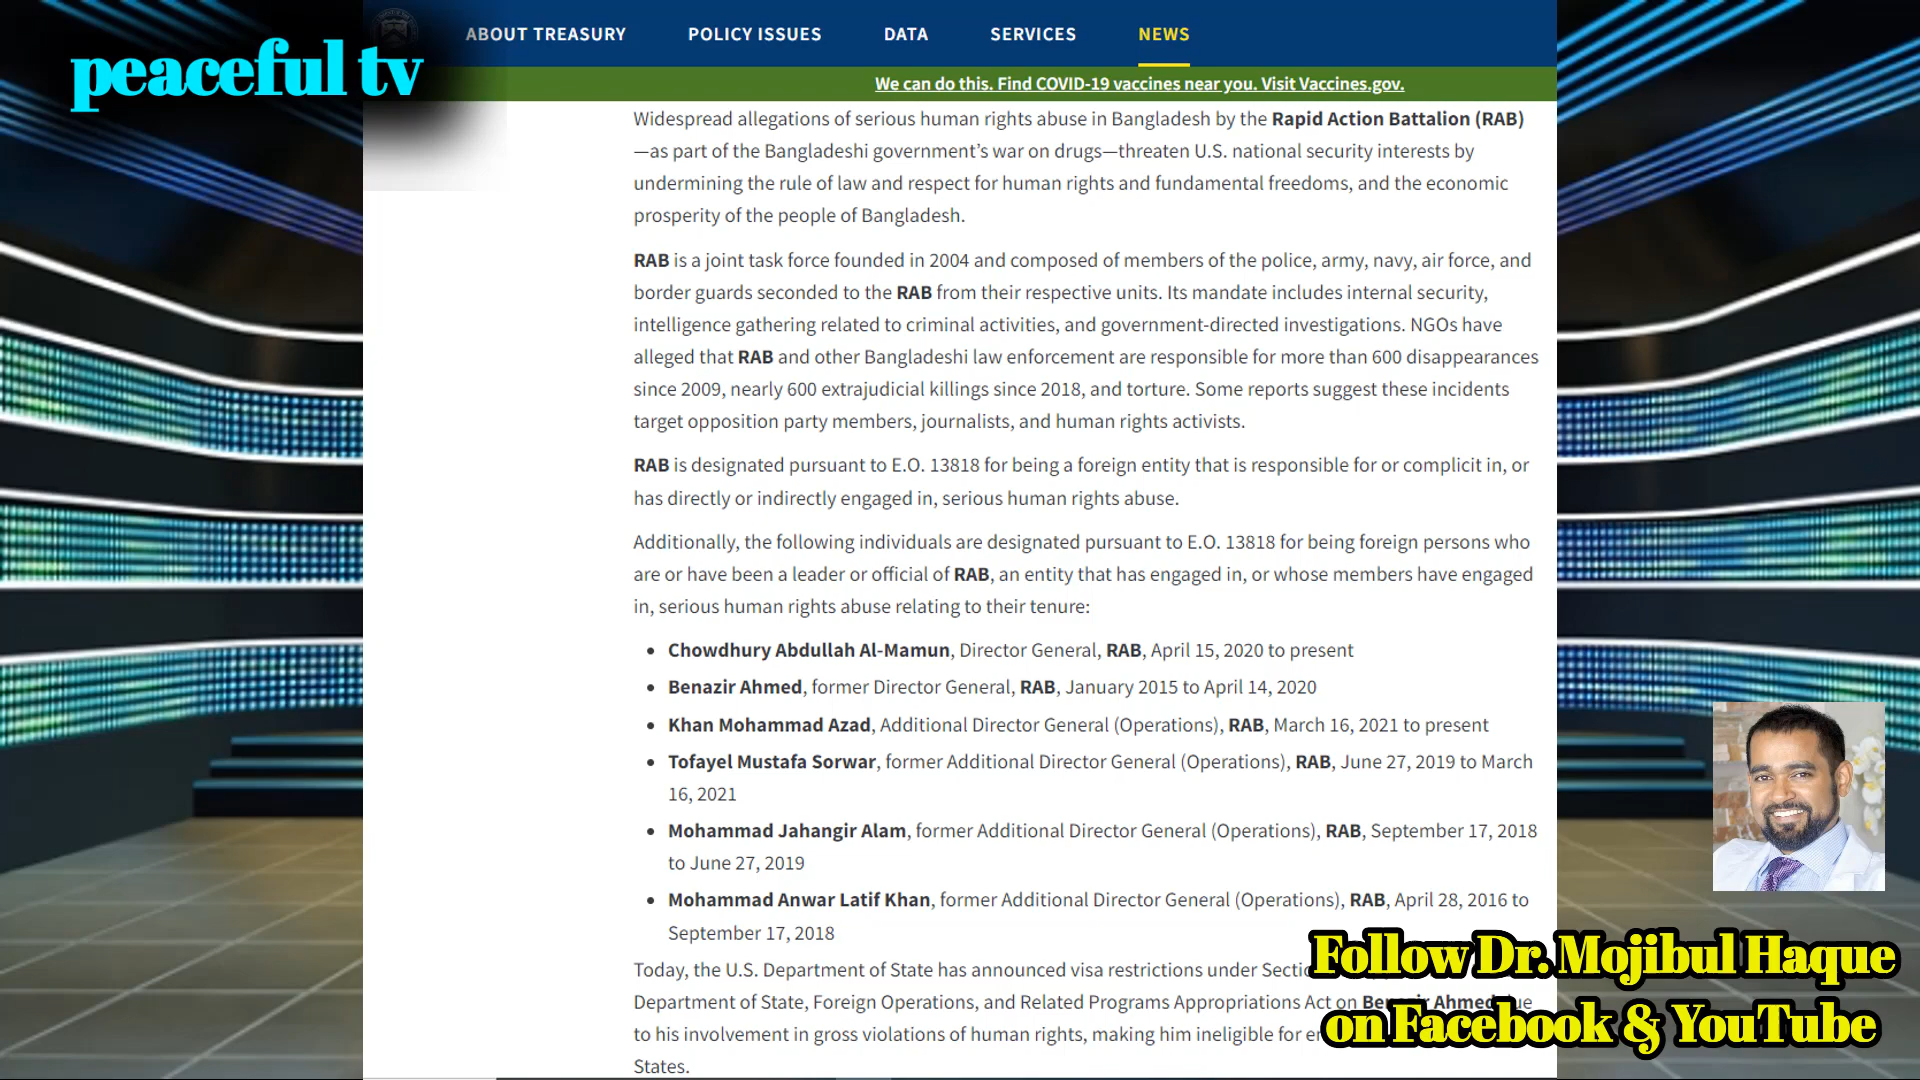 peaceful tv
ABOUT TREASURY POLICY ISSUES DATA SERVICES NEWS
We can do this. Find COVID-19 vaccines near you. Visit Vaccines.gov.
Widespread allegations of serious human rights abuse in Bangladesh by the Rapid Action Battalion (RAB)
—as part of the Bangladeshi government’s war on drugs—threaten U.S. national security interests by
undermining the rule of law and respect for human rights and fundamental freedoms, and the economic
prosperity of the people of Bangladesh.
RAB is a joint task force founded in 2004 and composed of members of the police, army, navy, air force, and
border guards seconded to the RAB from their respective units. Its mandate includes internal security,
intelligence gathering related to criminal activities, and government-directed investigations. NGOs have
alleged that RAB and other Bangladeshi law enforcement are responsible for more than 600 disappearances
since 2009, nearly 600 extrajudicial killings since 2018, and torture. Some reports suggest these incidents
target opposition party members, journalists, and human rights activists.
RAB is designated pursuant to E.O. 13818 for being a foreign entity that is responsible for or complicit in, or
has directly or indirectly engaged in, serious human rights abuse.
Additionally, the following individuals are designated pursuant to E.O. 13818 for being foreign persons who
are or have been a leader or official of RAB, an entity that has engaged in, or whose members have engaged
in, serious human rights abuse relating to their tenure:
• Chowdhury Abdullah Al-Mamun, Director General, RAB, April 15, 2020 to present
• Benazir Ahmed, former Director General, RAB, January 2015 to April 14, 2020
• Khan Mohammad Azad, Additional Director General (Operations), RAB, March 16, 2021 to present
• Tofayel Mustafa Sorwar, former Additional Director General (Operations), RAB, June 27, 2019 to March
16, 2021
• Mohammad Jahangir Alam, former Additional Director General (Operations), RAB, September 17, 2018
to June 27, 2019
• Mohammad Anwar Latif Khan, former Additional Director General (Operations), RAB, April 28, 2016 to
September 17, 2018
Today, the U.S. Department of State has announced visa restrictions under
Department of State, Foreign Operations, and Related Programs Appropriations Act on Benazir Ahmed
to his involvement in gross violations of human rights, making him ineligible for
States.
Follow Dr. Mojibul Haque
on Facebook & YouTube